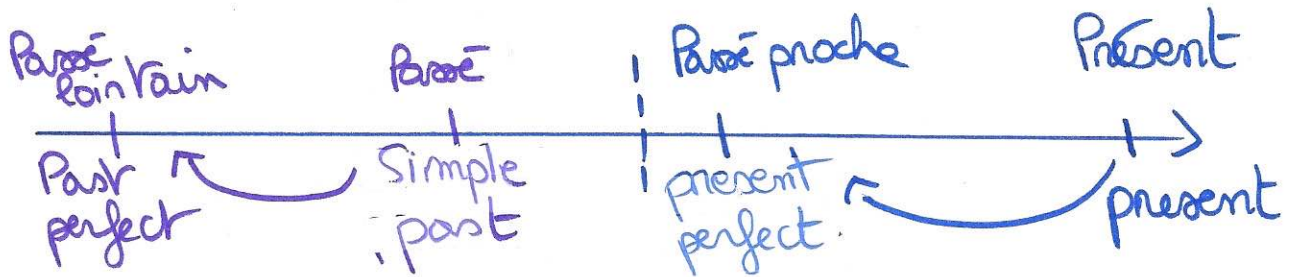 Passé lointain
Passé
Passé proche
Présent
Past perfect
Simple past
present perfect.
present